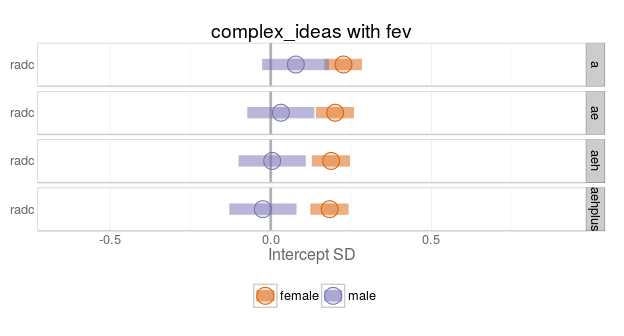 complex_ideas with fev
radc
a
radc
ae
radc
aeh
radc
aehplus
-0.5
0.0
0.5
Intercept SD
female
male